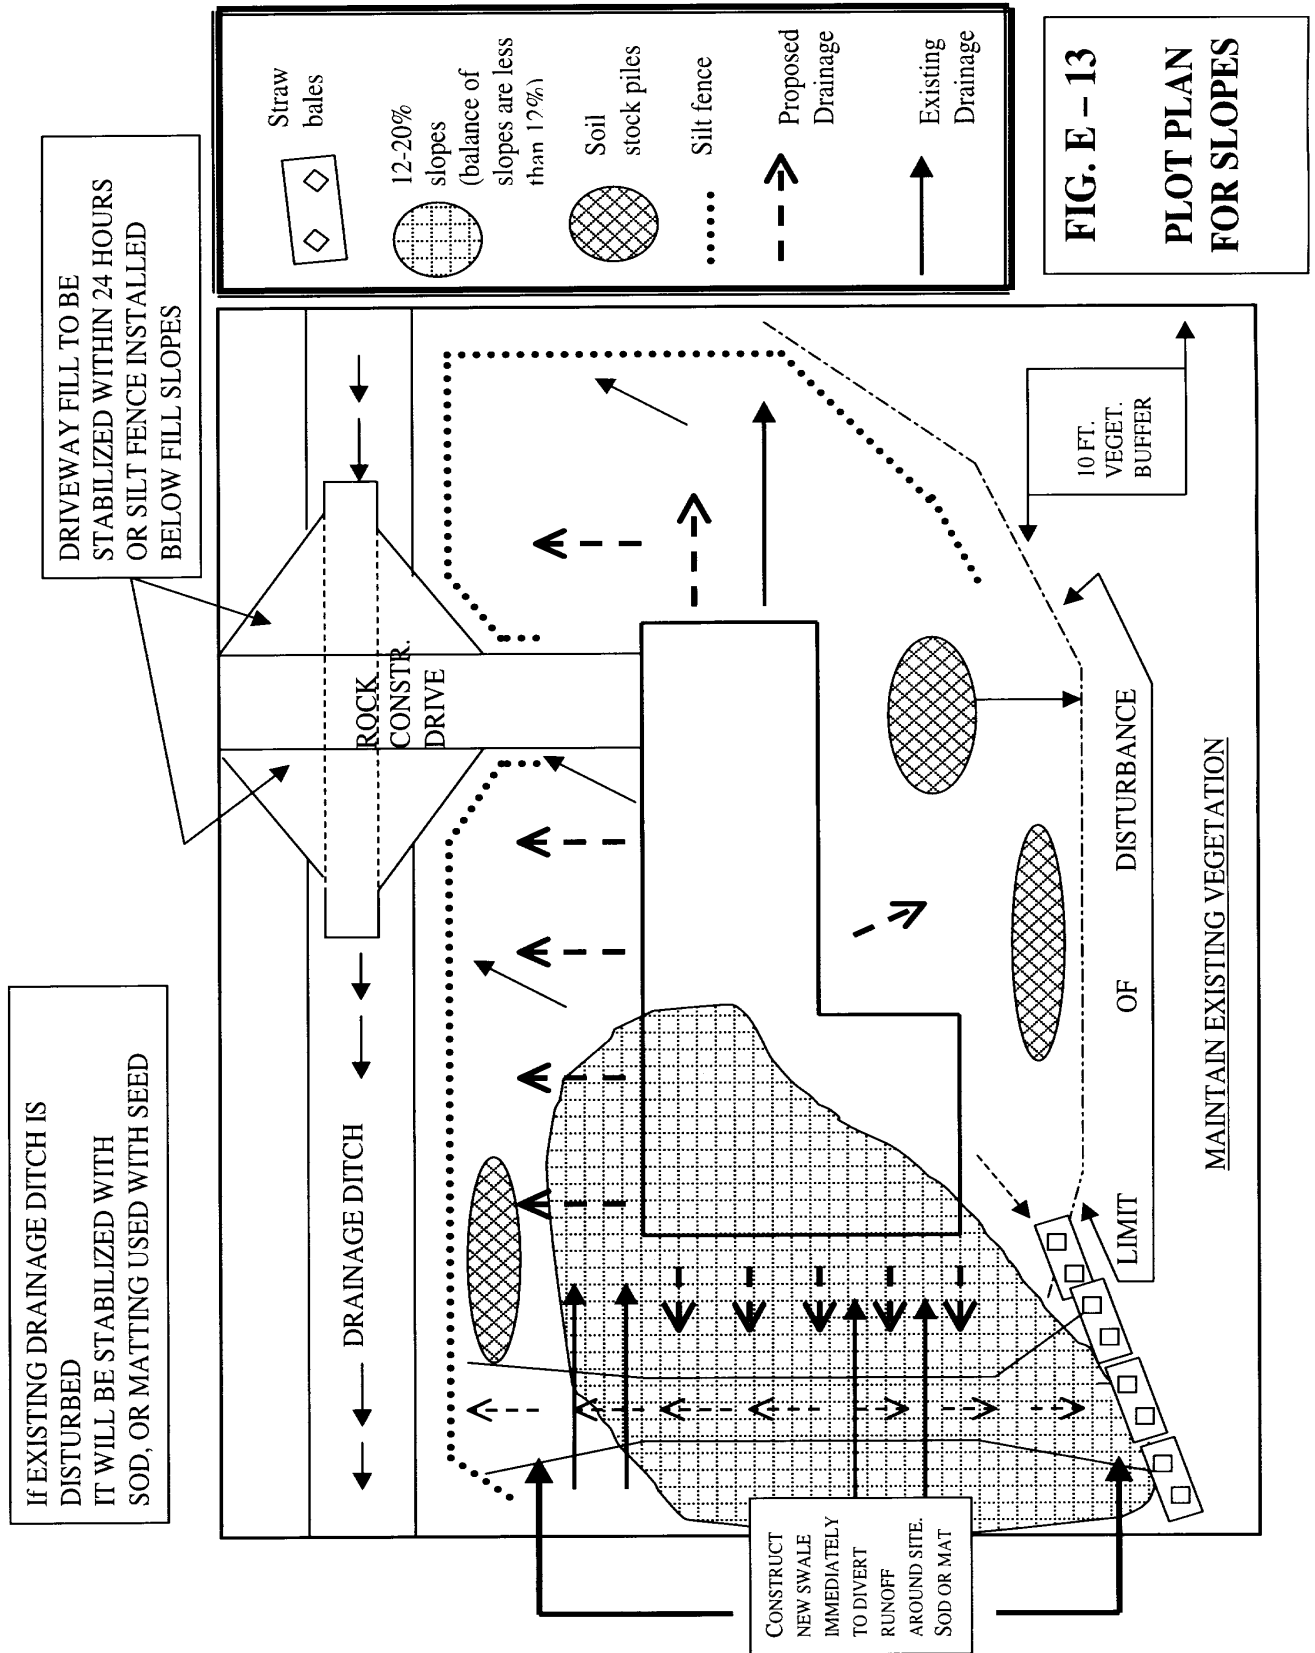 If EXISTING DRAINAGE DITCH IS
DISTURBED
IT WILL BE STABILIZED WITH
SOD, OR MATTING USED WITH SEED
DRIVEWAY FILL TO BE
STABILIZED WITHIN 24 HOURS
OR SILT FENCE INSTALLED
BELOW FILL SLOPES
DRAINAGE DITCH
ROCK
CONSTR.
DRIVE
CONSTRUCT
NEW SWALE
IMMEDIATELY
TO DIVERT
RUNOFF
AROUND SITE.
SOD OR MAT
LIMIT OF DISTURBANCE
10 FT.
VEGET.
BUFFER
MAINTAIN EXISTING VEGETATION
Straw
bales
12-20%
slopes
(balance of
slopes are less
than 12%)
Soil
stock piles
Silt fence
Proposed
Drainage
Existing
Drainage
FIG. E – 13
PLOT PLAN
FOR SLOPES